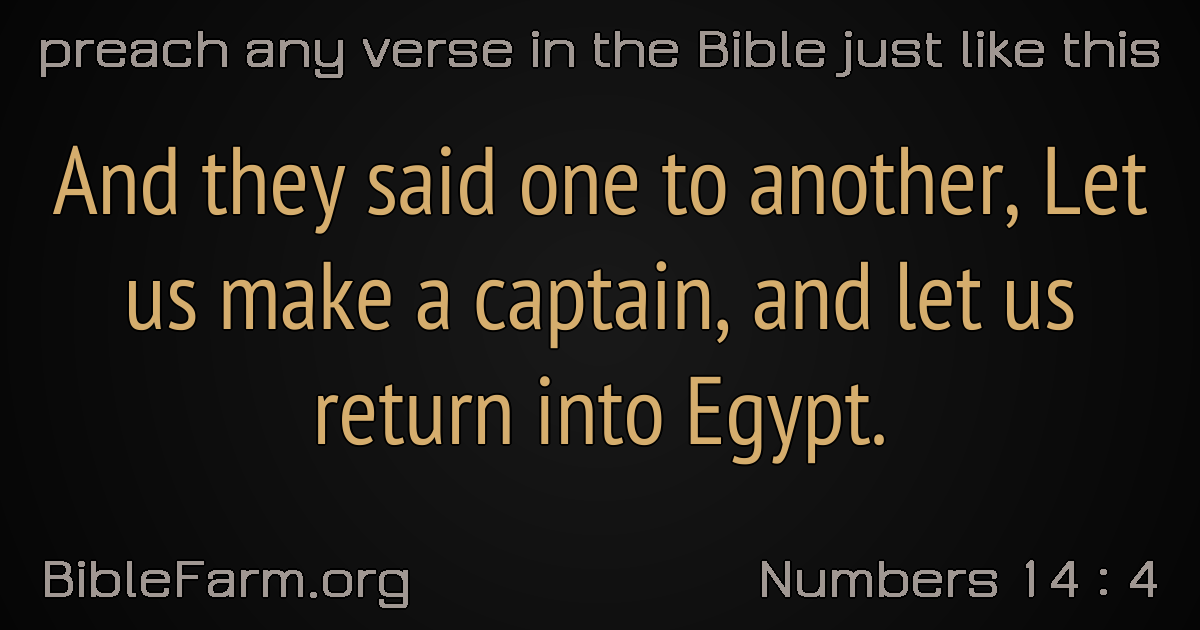 preach any verse in the Bible just like this
And they said one to another, Let
us make a captain, and let us
return into Egypt.
BibleFarm.org
Numbers 14 : 4